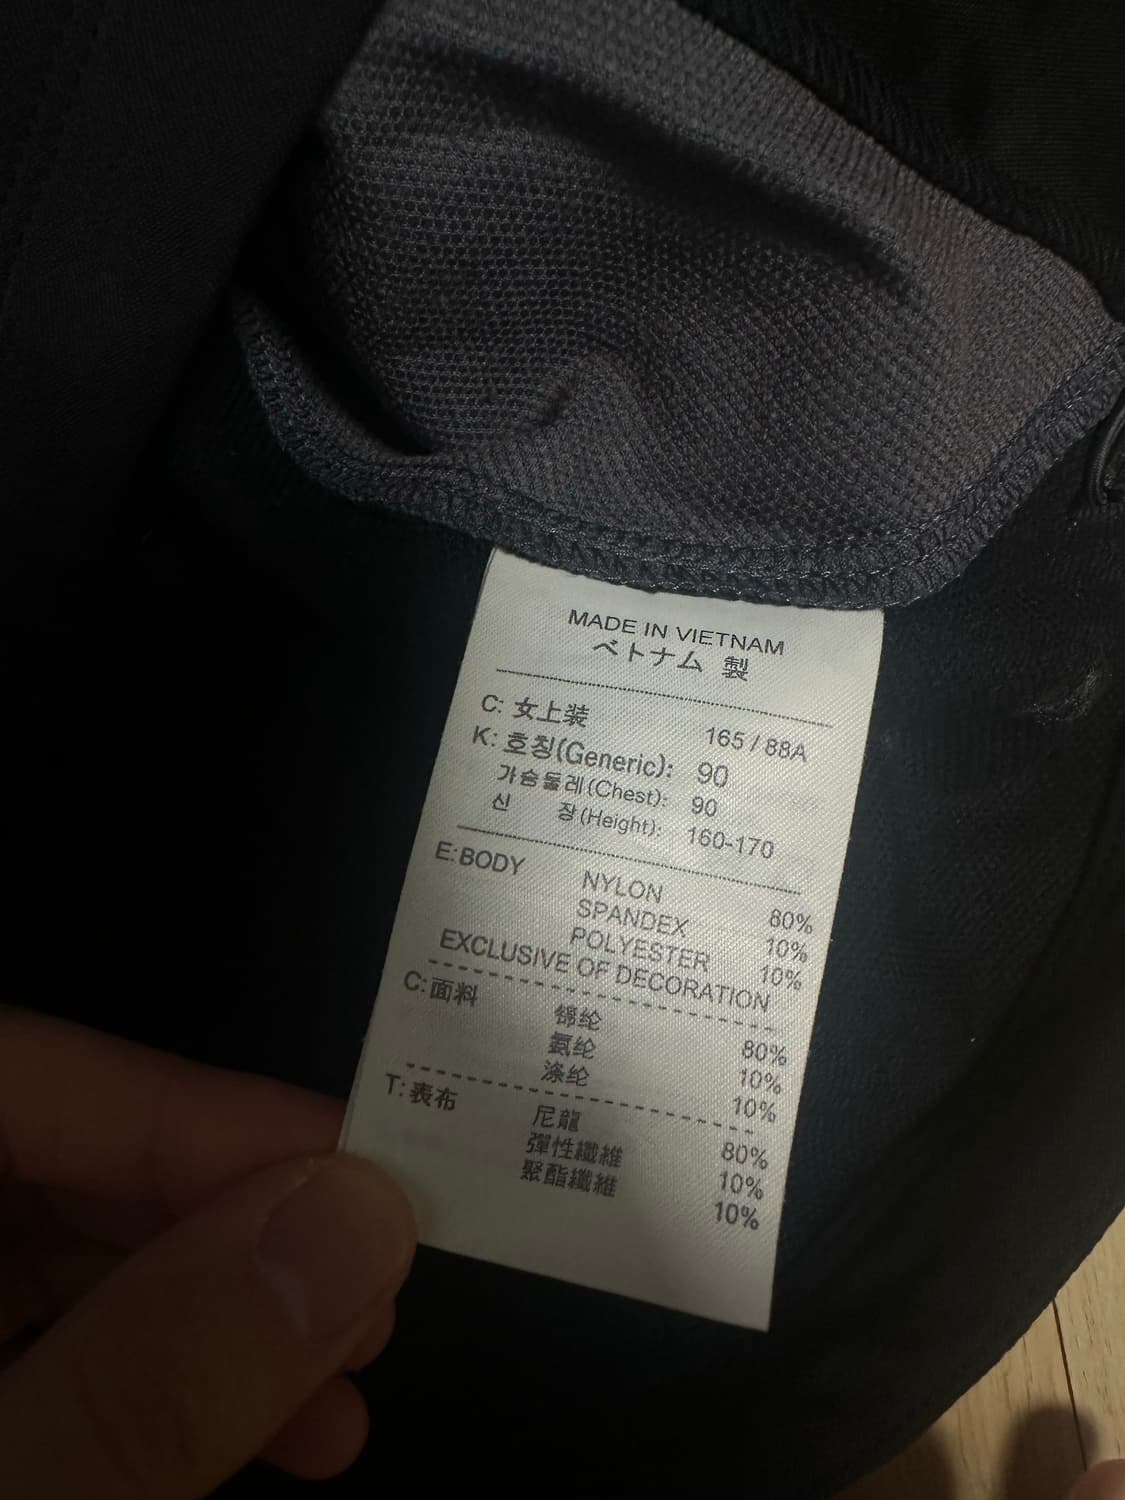 MADE IN VIETNAM
ベトナム 製
C: 女上装 165 / 88A
K: 호칭(Generic): 90
가슴둘레(Chest): 90
신 장(Height): 160-170
E:BODY NYLON 80%
SPANDEX 10%
POLYESTER 10%
EXCLUSIVE OF DECORATION
C:面料 锦纶 80%
氨纶 10%
涤纶 10%
T:表布 尼龍 80%
彈性纖維 10%
聚酯纖維 10%